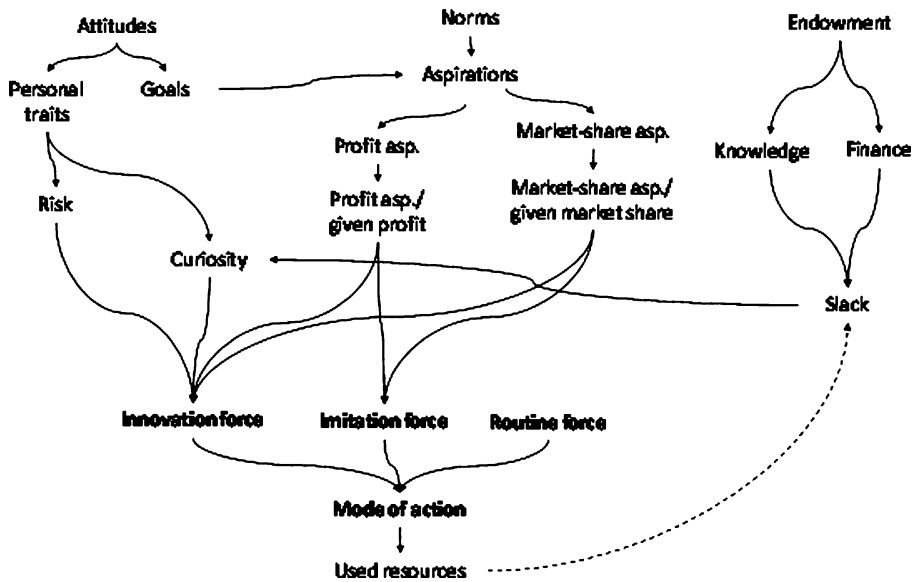 Attitudes
Norms
Endowment
Personal
traits
Goals
Aspirations
Profit asp.
Market-share asp.
Knowledge
Finance
Risk
Profit asp./
given profit
Market-share asp./
given market share
Curiosity
Slack
Innovation force
Imitation force
Routine force
Mode of action
Used resources